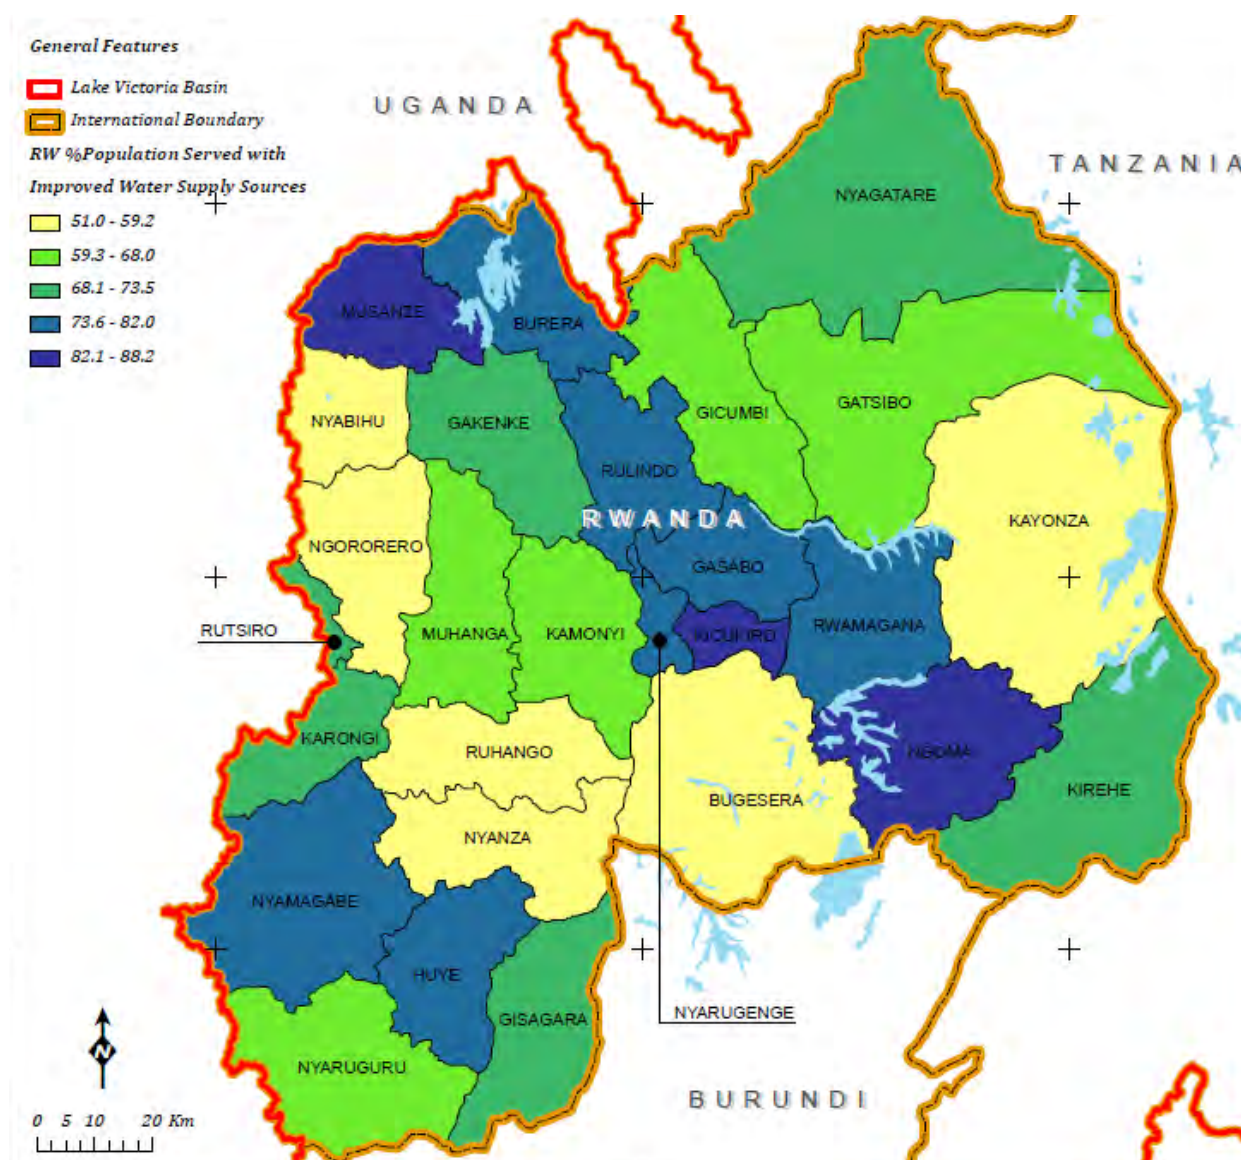 General Features
Lake Victoria Basin
International Boundary
RW %Population Served with
Improved Water Supply Sources
51.0 - 59.2
59.3 - 68.0
68.1 - 73.5
73.6 - 82.0
82.1 - 88.2
UGANDA
TANZANIA
NYAGATARE
MUSANZE
BURERA
NYABIHU
GAKENKE
GICUMBI
GATSIBO
RULINDO
RWANDA
KAYONZA
NGORORERO
GASABO
RUTSIRO
MUHANGA
KAMONYI
KICUKIRO
RWAMAGANA
KARONGI
RUHANGO
NGOMA
KIREHE
BUGESERA
NYANZA
NYAMAGABE
HUYE
GISAGARA
NYARUGENGE
NYARUGURU
BURUNDI
N
0 5 10 20 Km